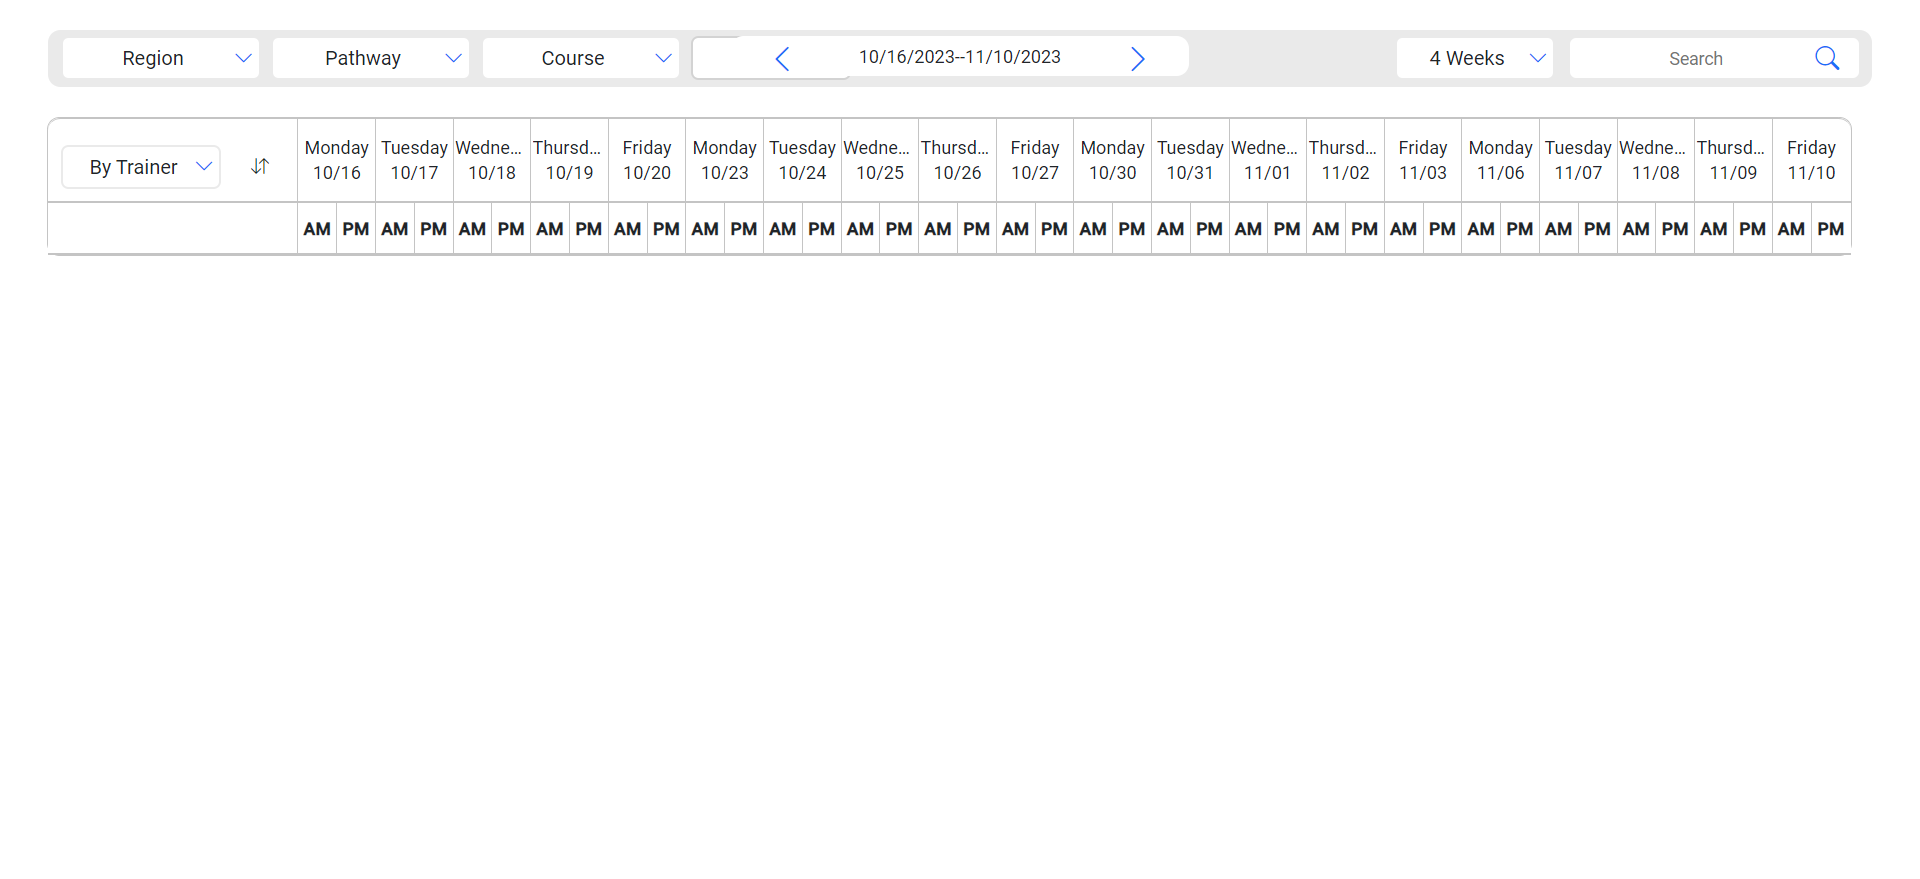 Region Pathway Course 10/16/2023--11/10/2023 4 Weeks Search
By Trainer
Monday Tuesday Wedne... Thursd... Friday Monday Tuesday Wedne... Thursd... Friday Monday Tuesday Wedne... Thursd... Friday Monday Tuesday Wedne... Thursd... Friday
10/16 10/17 10/18 10/19 10/20 10/23 10/24 10/25 10/26 10/27 10/30 10/31 11/01 11/02 11/03 11/06 11/07 11/08 11/09 11/10
AM PM AM PM AM PM AM PM AM PM AM PM AM PM AM PM AM PM AM PM AM PM AM PM AM PM AM PM AM PM AM PM AM PM AM PM AM PM AM PM